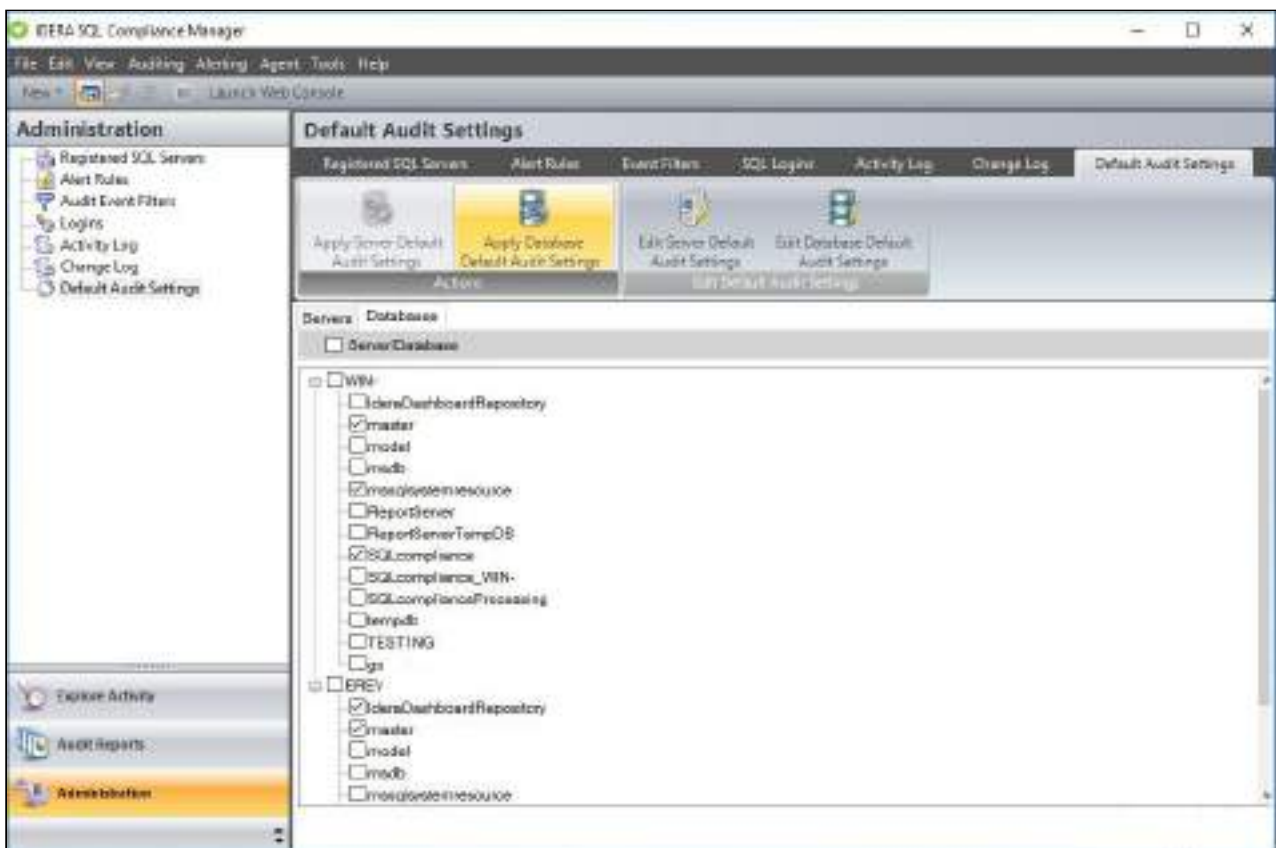 IDERA SQL Compliance Manager
File Edit View Auditing Alerting Agent Tools Help
New Launch Web Console
Administration
Registered SQL Servers
Alert Rules
Audit Event Filters
Logins
Activity Log
Change Log
Default Audit Settings
Explore Activity
Audit Reports
Administration
Default Audit Settings
Registered SQL Servers Alert Rules Event Filters SQL Logins Activity Log Change Log Default Audit Settings
Apply Server Default Audit Settings
Apply Database Default Audit Settings
Edit Server Default Audit Settings
Edit Database Default Audit Settings
Actions
Edit Default Audit Settings
Servers Databases
Server/Database
WIN-
IderaDashboardRepository
master
model
msdb
mssqlsystemresource
ReportServer
ReportServerTempDB
SQLcompliance
SQLcompliance_WIN-
SQLcomplianceProcessing
tempdb
TESTING
gs
EREV
IderaDashboardRepository
master
model
msdb
mssqlsystemresource